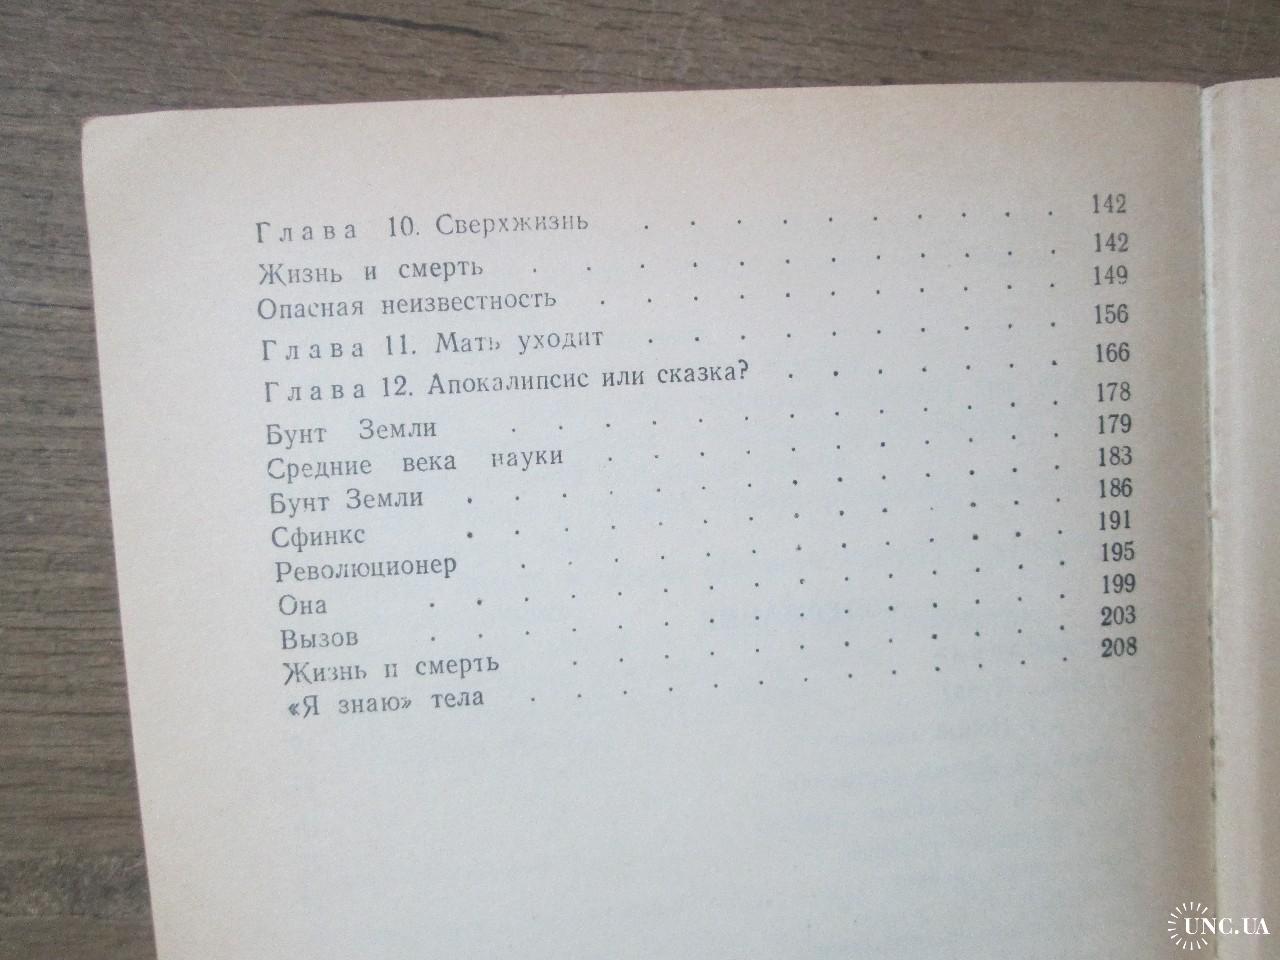 Глава 10. Сверхжизнь . . . . . . . . . . 142
Жизнь и смерть . . . . . . . . . . . 142
Опасная неизвестность . . . . . . . . . . 149
Глава 11. Мать уходит . . . . . . . . . 156
Глава 12. Апокалипсис или сказка? . . . . . . 166
Бунт Земли . . . . . . . . . . . . 178
Средние века науки . . . . . . . . . . 179
Бунт Земли . . . . . . . . . . . . . 183
Сфинкс . . . . . . . . . . . . . 186
Революционер . . . . . . . . . . . . 191
Она . . . . . . . . . . . . . . 195
Вызов . . . . . . . . . . . . . . 199
Жизнь и смерть . . . . . . . . . . . 203
«Я знаю» тела . . . . . . . . . . . . 208
UNC.UA